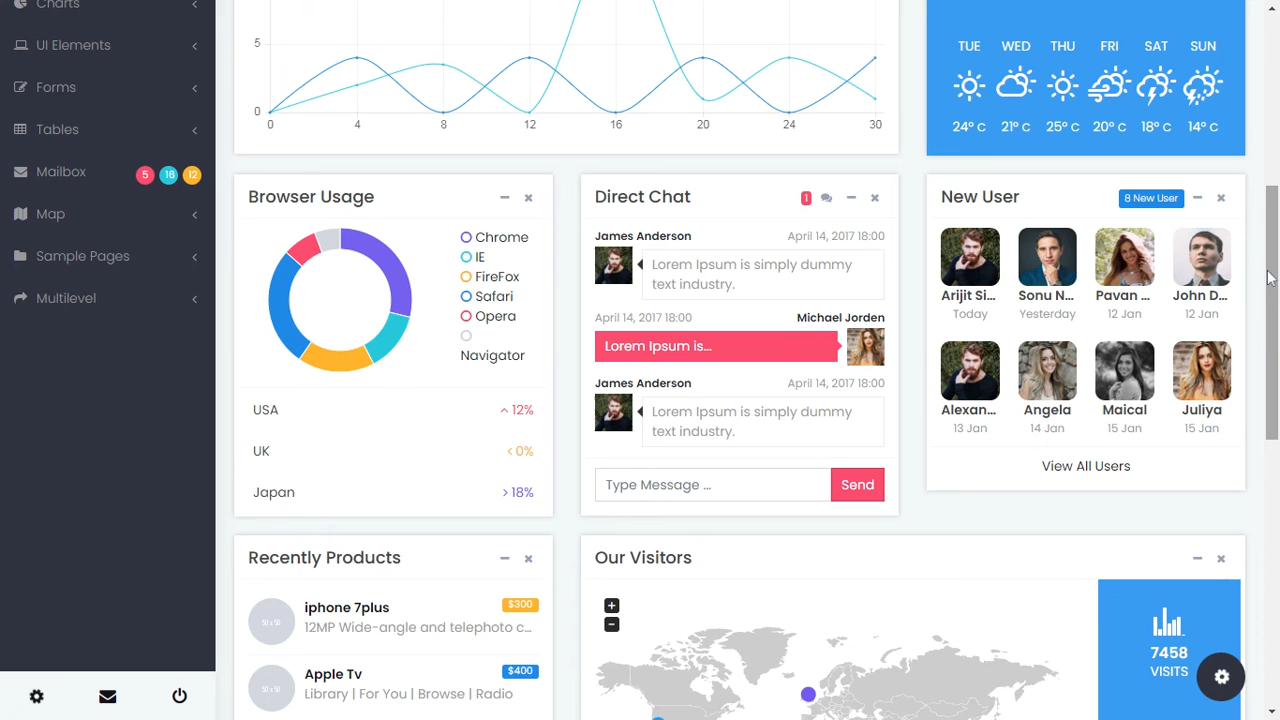 Charts
UI Elements
Forms
Tables
Mailbox 5 16 12
Map
Sample Pages
Multilevel
5
0
0 4 8 12 16 20 24 30
TUE WED THU FRI SAT SUN
24° C 21° C 25° C 20° C 18° C 14° C
Browser Usage
Chrome
IE
FireFox
Safari
Opera
Navigator
USA 12%
UK 0%
Japan 18%
Direct Chat 1
James Anderson April 14, 2017 18:00
Lorem Ipsum is simply dummy
text industry.
April 14, 2017 18:00 Michael Jorden
Lorem Ipsum is...
James Anderson April 14, 2017 18:00
Lorem Ipsum is simply dummy
text industry.
Type Message ... Send
New User 8 New User
Arijit Si... Sonu N... Pavan ... John D...
Today Yesterday 12 Jan 12 Jan
Alexan... Angela Maical Juliya
13 Jan 14 Jan 15 Jan 15 Jan
View All Users
Recently Products
iphone 7plus $300
50 x 50
12MP Wide-angle and telephoto c...
Apple Tv $400
50 x 50
Library | For You | Browse | Radio
Our Visitors
+
−
7458
VISITS